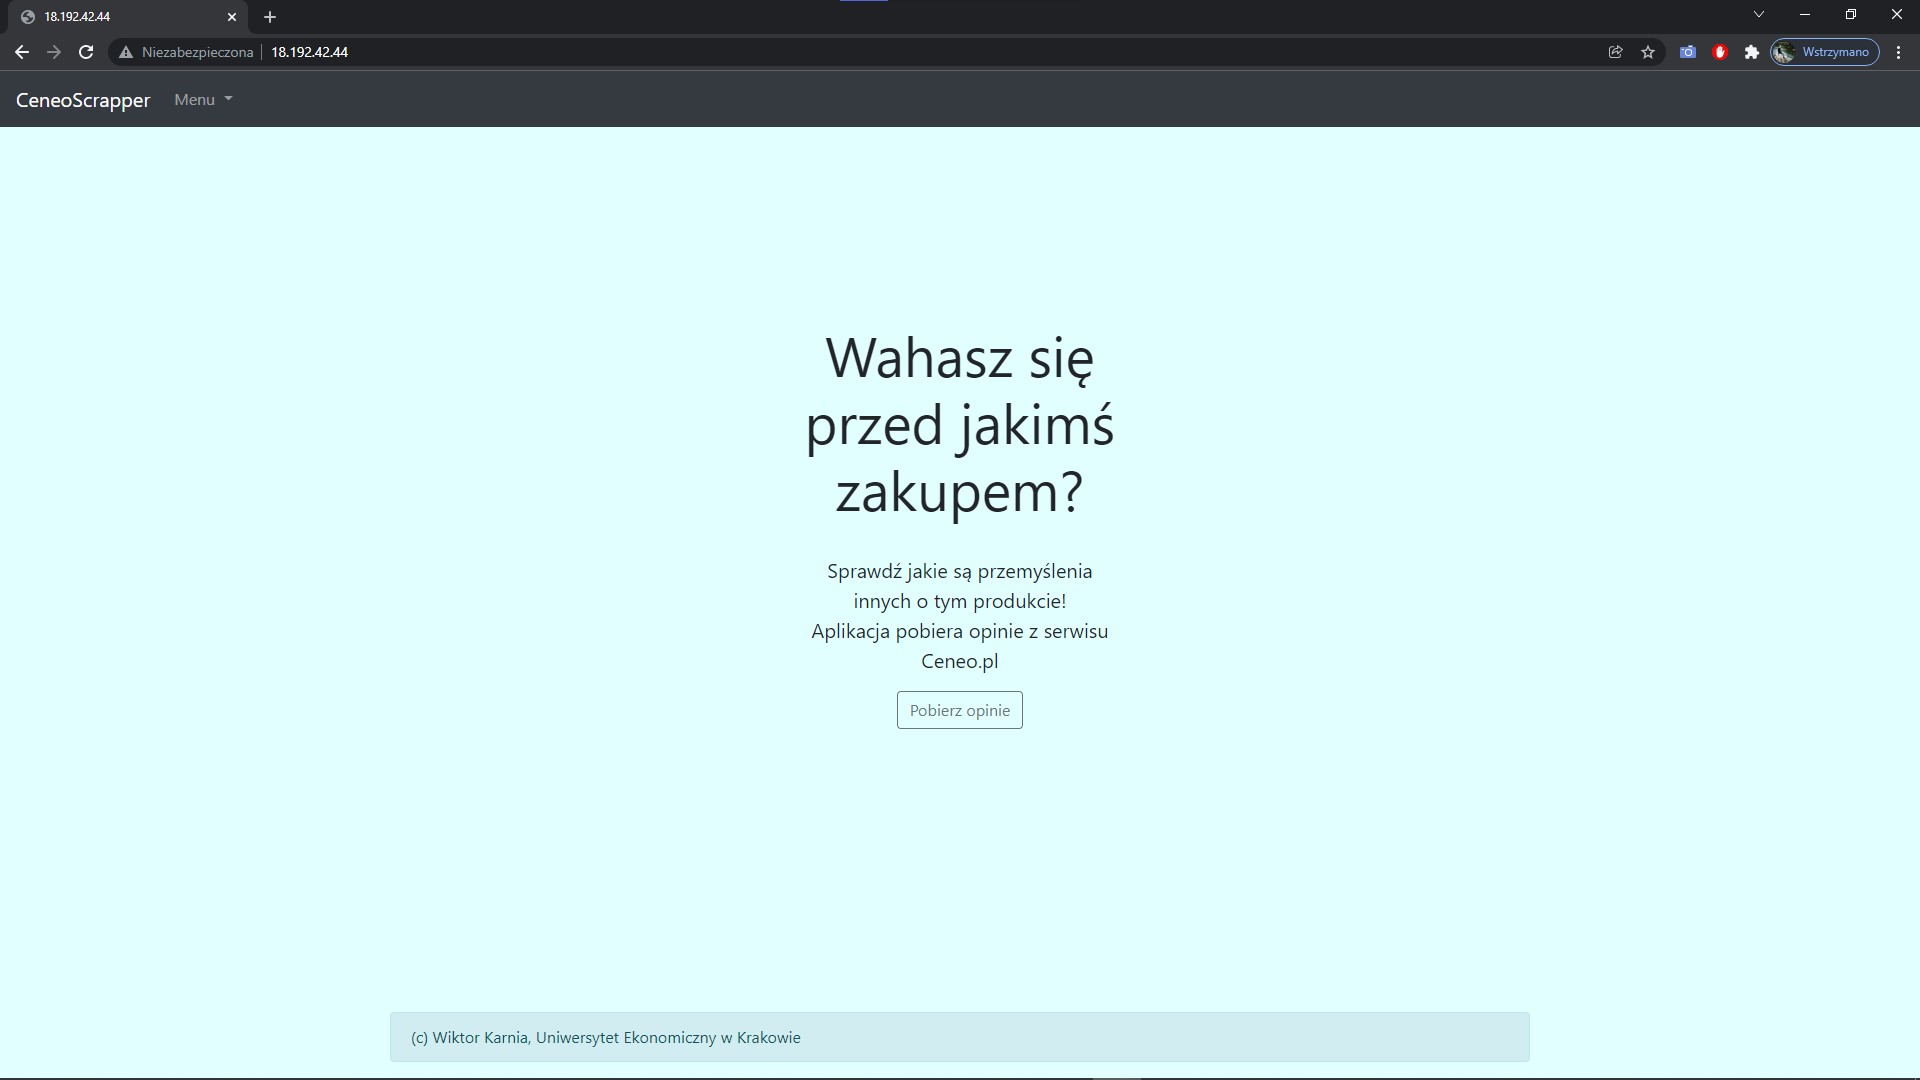 18.192.42.44
Niezabezpieczona 18.192.42.44 Wstrzymano
CeneoScrapper Menu
Wahasz się
przed jakimś
zakupem?
Sprawdź jakie są przemyślenia
innych o tym produkcie!
Aplikacja pobiera opinie z serwisu
Ceneo.pl
Pobierz opinie
(c) Wiktor Karnia, Uniwersytet Ekonomiczny w Krakowie